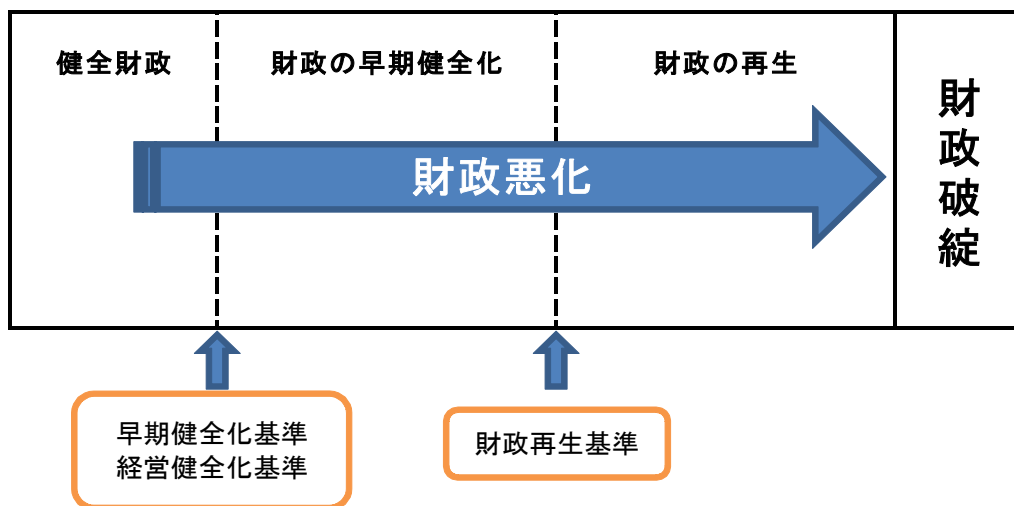 健全財政
財政の早期健全化
財政の再生
財政悪化
財政破綻
早期健全化基準
経営健全化基準
財政再生基準